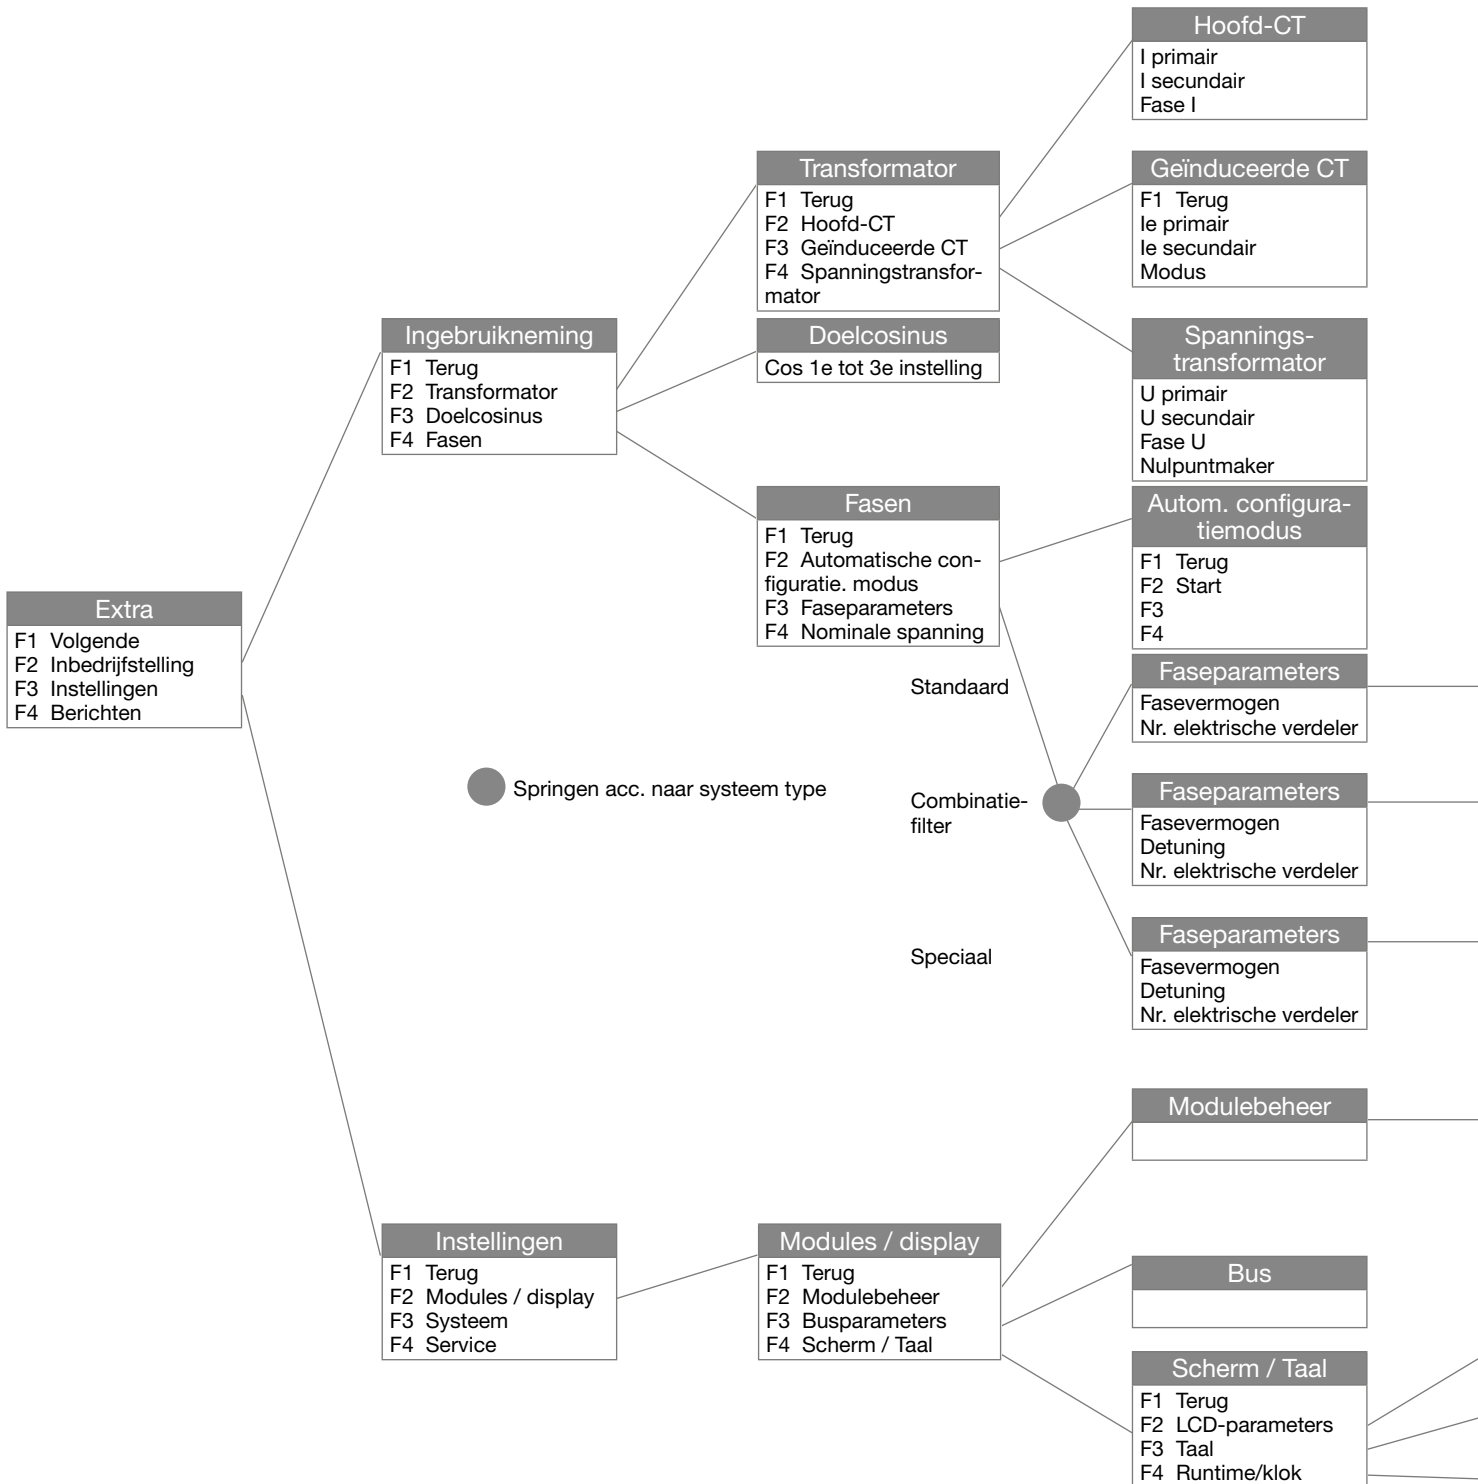 Extra
F1 Volgende
F2 Inbedrijfstelling
F3 Instellingen
F4 Berichten
Ingebruikneming
F1 Terug
F2 Transformator
F3 Doelcosinus
F4 Fasen
Springen acc. naar systeem type
Instellingen
F1 Terug
F2 Modules / display
F3 Systeem
F4 Service
Transformator
F1 Terug
F2 Hoofd-CT
F3 Geïnduceerde CT
F4 Spanningstransfor-
mator
Doelcosinus
Cos 1e tot 3e instelling
Fasen
F1 Terug
F2 Automatische con-
figuratie. modus
F3 Faseparameters
F4 Nominale spanning
Standaard
Combinatie-
filter
Speciaal
Modules / display
F1 Terug
F2 Modulebeheer
F3 Busparameters
F4 Scherm / Taal
Hoofd-CT
I primair
I secundair
Fase I
Geïnduceerde CT
F1 Terug
Ie primair
Ie secundair
Modus
Spannings-
transformator
U primair
U secundair
Fase U
Nulpuntmaker
Autom. configura-
tiemodus
F1 Terug
F2 Start
F3
F4
Faseparameters
Fasevermogen
Nr. elektrische verdeler
Faseparameters
Fasevermogen
Detuning
Nr. elektrische verdeler
Faseparameters
Fasevermogen
Detuning
Nr. elektrische verdeler
Modulebeheer
Bus
Scherm / Taal
F1 Terug
F2 LCD-parameters
F3 Taal
F4 Runtime/klok